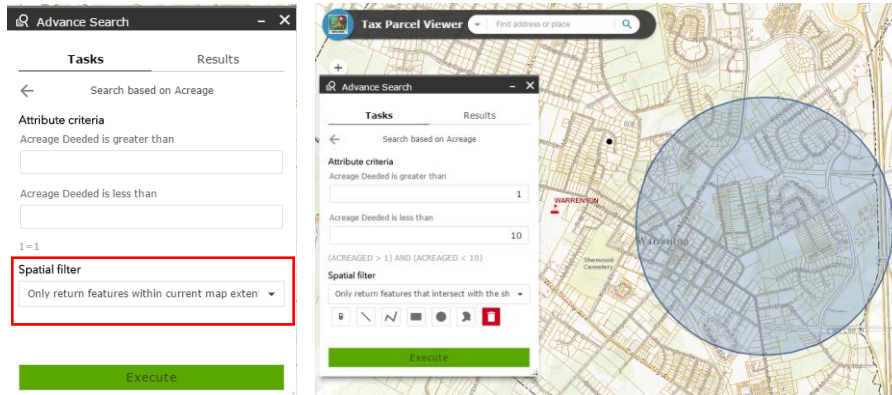 Advance Search
Tasks Results
Search based on Acreage
Attribute criteria
Acreage Deeded is greater than
Acreage Deeded is less than
1=1
Spatial filter
Only return features within current map exten
Execute
Tax Parcel Viewer
Find address or place
Advance Search
Tasks Results
Search based on Acreage
Attribute criteria
Acreage Deeded is greater than
1
Acreage Deeded is less than
10
(ACREAGED > 1) AND (ACREAGED < 10)
Spatial filter
Only return features that intersect with the sh
Execute
WARRENTON
Warrenton
Sherwood
Cemetery